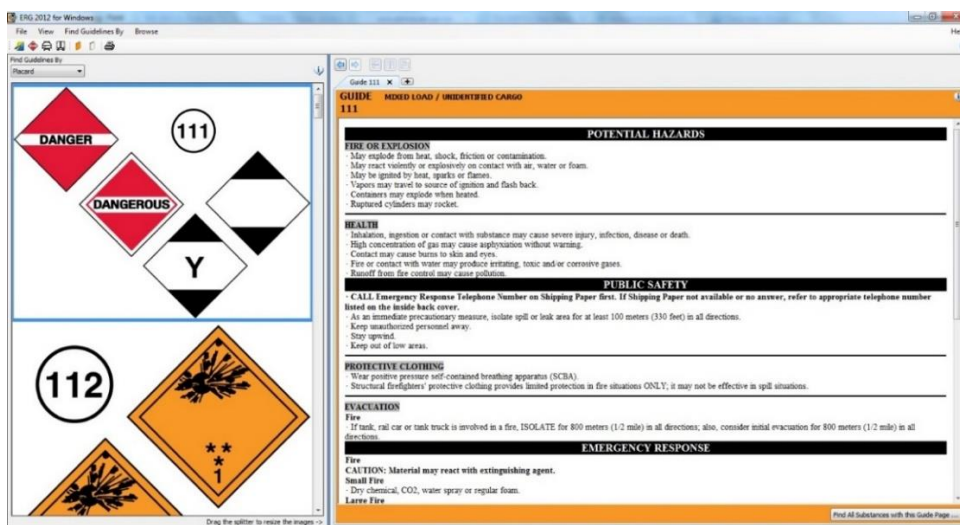 ERG 2012 for Windows
File View Find Guidelines By Browse
He
Find Guidelines By
Placard
DANGER
111
DANGEROUS
Y
112
**
*
1
Drag the splitter to resize the images ->
Guide 111
GUIDE MIXED LOAD / UNIDENTIFIED CARGO
111
POTENTIAL HAZARDS
FIRE OR EXPLOSION
· May explode from heat, shock, friction or contamination.
· May react violently or explosively on contact with air, water or foam.
· May be ignited by heat, sparks or flames.
· Vapors may travel to source of ignition and flash back.
· Containers may explode when heated.
· Ruptured cylinders may rocket.
HEALTH
· Inhalation, ingestion or contact with substance may cause severe injury, infection, disease or death.
· High concentration of gas may cause asphyxiation without warning.
· Contact may cause burns to skin and eyes.
· Fire or contact with water may produce irritating, toxic and/or corrosive gases.
· Runoff from fire control may cause pollution.
PUBLIC SAFETY
· CALL Emergency Response Telephone Number on Shipping Paper first. If Shipping Paper not available or no answer, refer to appropriate telephone number
listed on the inside back cover.
· As an immediate precautionary measure, isolate spill or leak area for at least 100 meters (330 feet) in all directions.
· Keep unauthorized personnel away.
· Stay upwind.
· Keep out of low areas.
PROTECTIVE CLOTHING
· Wear positive pressure self-contained breathing apparatus (SCBA).
· Structural firefighters' protective clothing provides limited protection in fire situations ONLY; it may not be effective in spill situations.
EVACUATION
Fire
· If tank, rail car or tank truck is involved in a fire, ISOLATE for 800 meters (1/2 mile) in all directions; also, consider initial evacuation for 800 meters (1/2 mile) in all
directions.
EMERGENCY RESPONSE
Fire
CAUTION: Material may react with extinguishing agent.
Small Fire
· Dry chemical, CO2, water spray or regular foam.
Large Fire
Find All Substances with this Guide Page ...